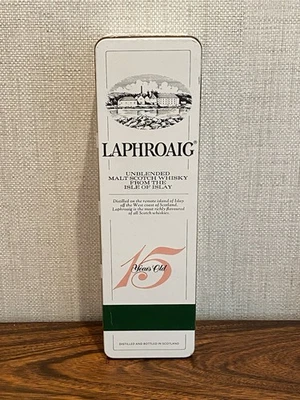 LAPHROAIG®
UNBLENDED
MALT SCOTCH WHISKY
FROM THE
ISLE OF ISLAY
Distilled on the remote island of Islay
off the West coast of Scotland.
Laphroaig is the most richly flavoured
of all Scotch whiskies.
15
Years Old
DISTILLED AND BOTTLED IN SCOTLAND